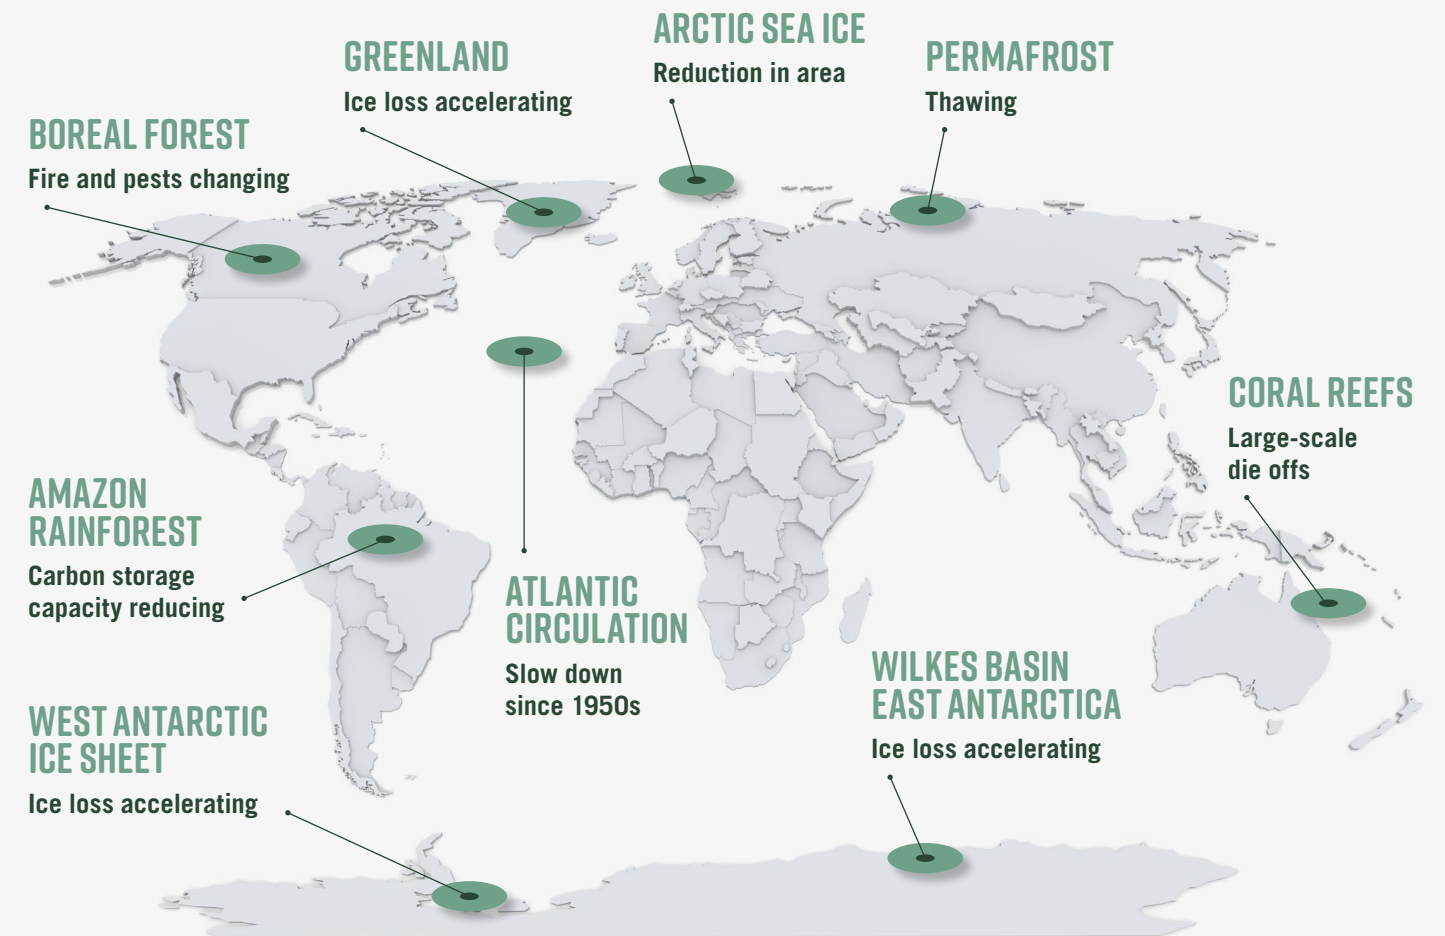 ARCTIC SEA ICE
Reduction in area
GREENLAND
Ice loss accelerating
PERMAFROST
Thawing
BOREAL FOREST
Fire and pests changing
CORAL REEFS
Large-scale
die offs
AMAZON
RAINFOREST
Carbon storage
capacity reducing
ATLANTIC
CIRCULATION
Slow down
since 1950s
WILKES BASIN
EAST ANTARCTICA
Ice loss accelerating
WEST ANTARCTIC
ICE SHEET
Ice loss accelerating